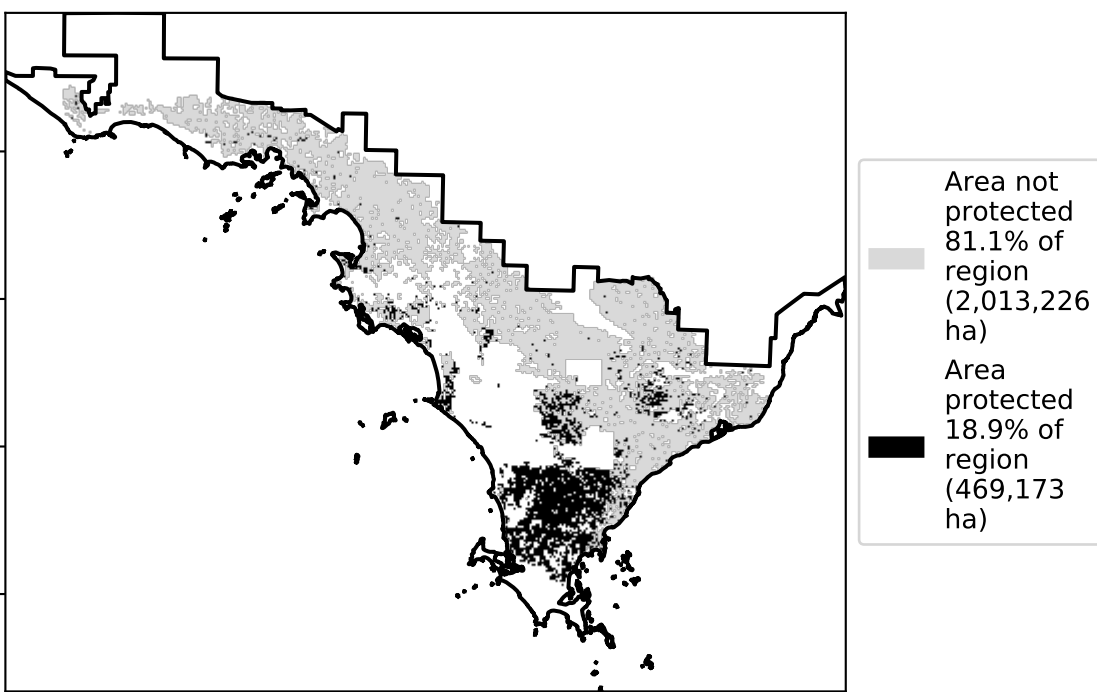 Area not
protected
81.1% of
region
(2,013,226
ha)
Area
protected
18.9% of
region
(469,173
ha)